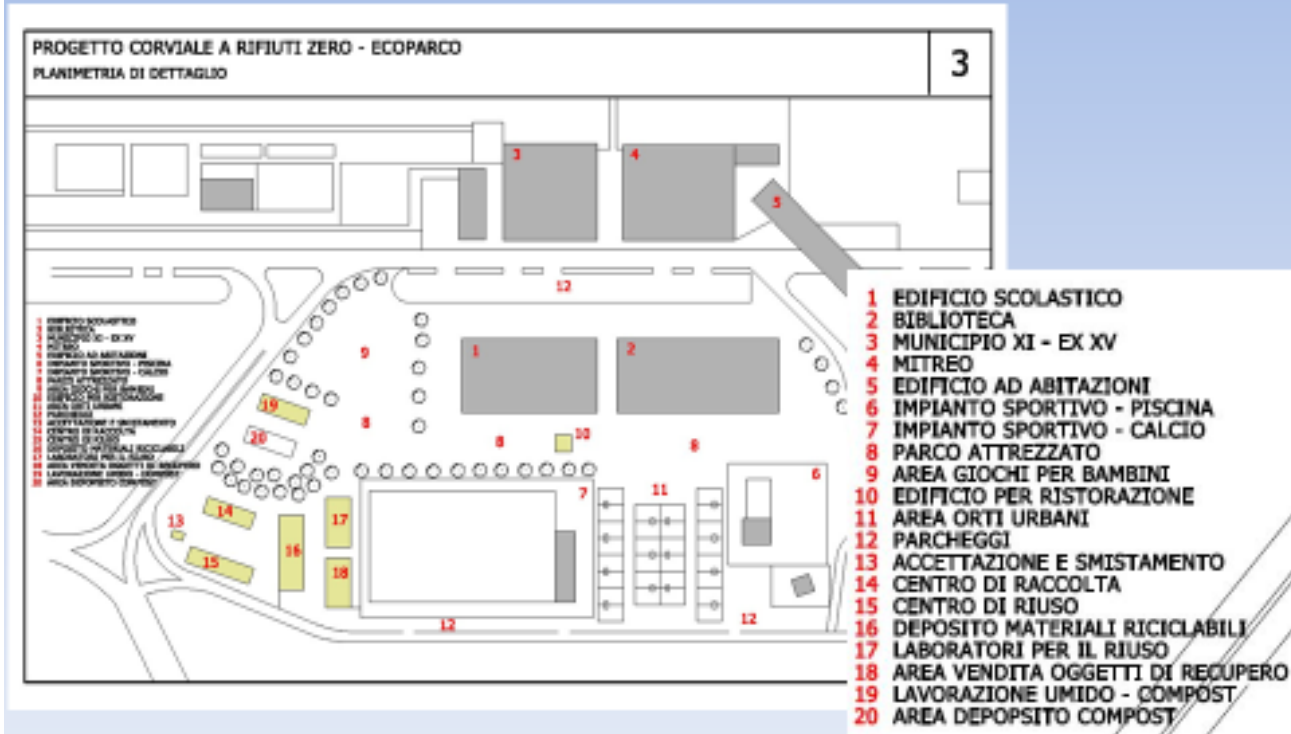 PROGETTO CORVIALE A RIFIUTI ZERO - ECOPARCO
PLANIMETRIA DI DETTAGLIO
3
3
4
5
12
9
1
2
19
8
20
8
10
8
6
7
11
14
17
13
16
15
18
12
12
1 EDIFICIO SCOLASTICO
2 BIBLIOTECA
3 MUNICIPIO XI - EX XV
4 MITREO
5 EDIFICIO AD ABITAZIONI
6 IMPIANTO SPORTIVO - PISCINA
7 IMPIANTO SPORTIVO - CALCIO
8 PARCO ATTREZZATO
9 AREA GIOCHI PER BAMBINI
10 EDIFICIO PER RISTORAZIONE
11 AREA ORTI URBANI
12 PARCHEGGI
13 ACCETTAZIONE E SMISTAMENTO
14 CENTRO DI RACCOLTA
15 CENTRO DI RIUSO
16 DEPOSITO MATERIALI RICICLABILI
17 LABORATORI PER IL RIUSO
18 AREA VENDITA OGGETTI DI RECUPERO
19 LAVORAZIONE UMIDO - COMPOST
20 AREA DEPOPSITO COMPOST